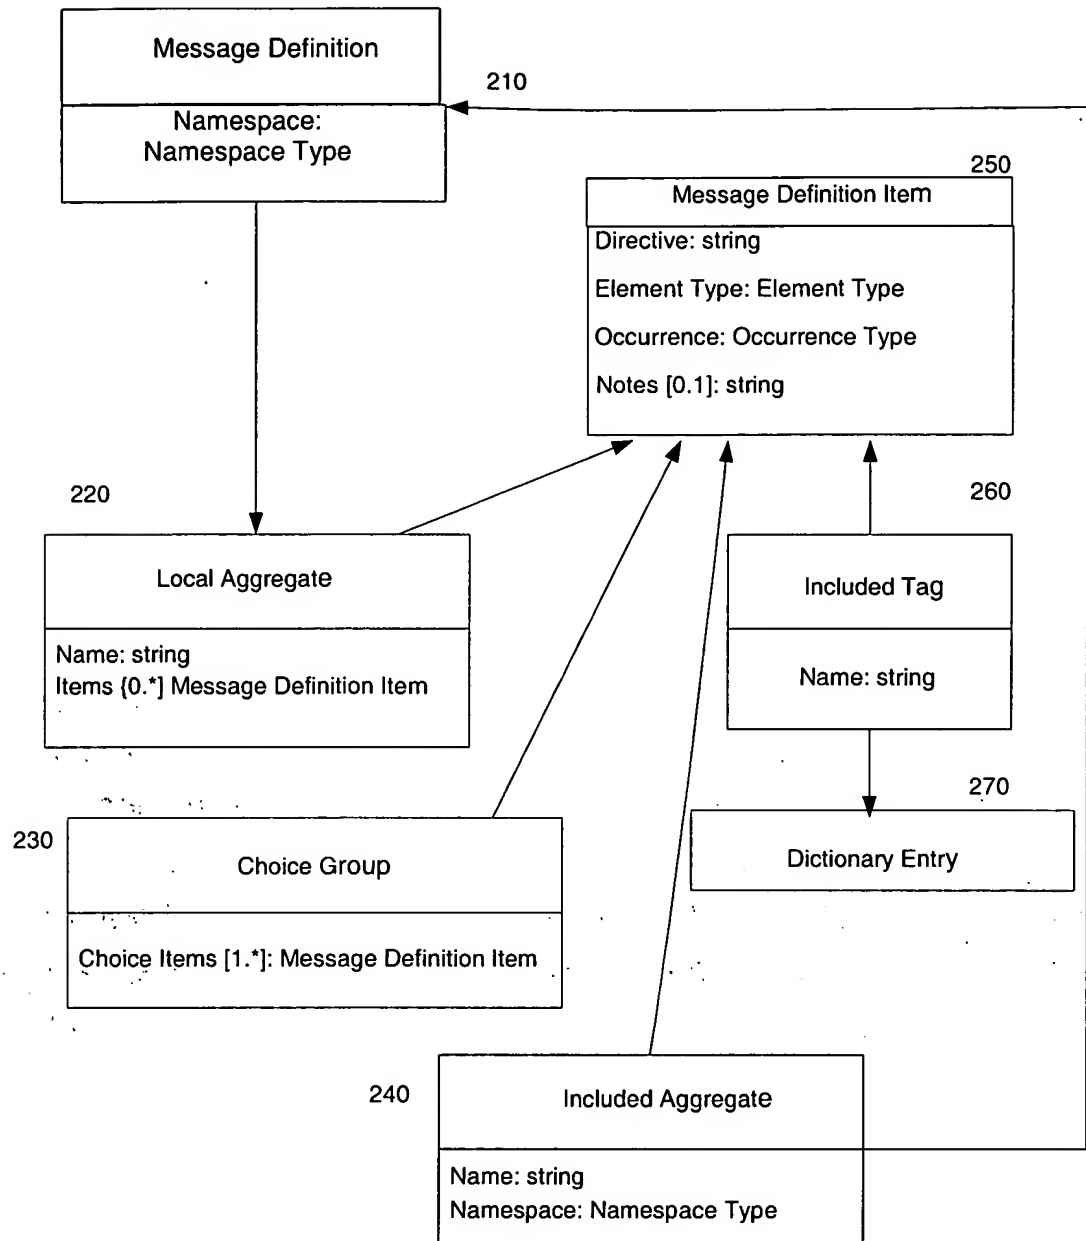 Message Definition
210
Namespace:
Namespace Type
250
Message Definition Item
Directive: string
Element Type: Element Type
Occurrence: Occurrence Type
Notes [0.1]: string
220
260
Local Aggregate
Included Tag
Name: string
Items {0.*] Message Definition Item
Name: string
270
230
Choice Group
Dictionary Entry
Choice Items [1.*]: Message Definition Item
240
Included Aggregate
Name: string
Namespace: Namespace Type